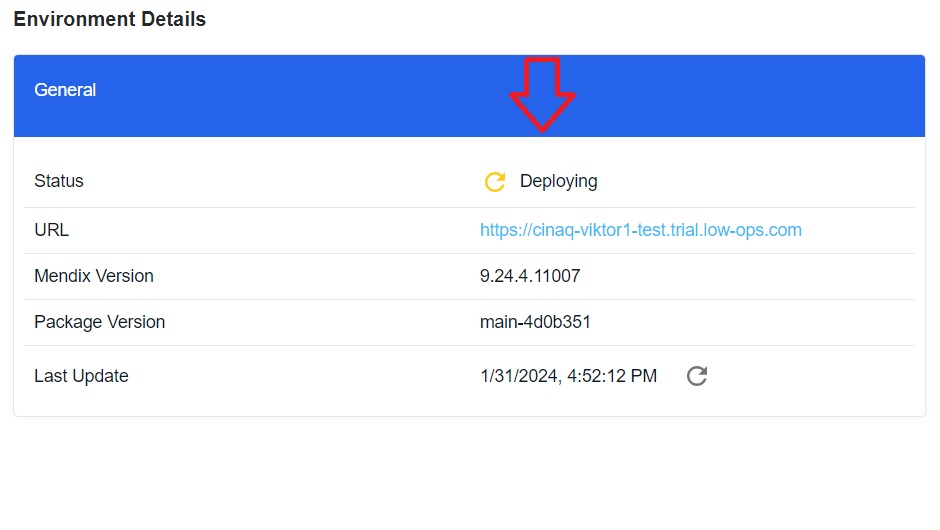 Environment Details
General
Status Deploying
URL https://cinaq-viktor1-test.trial.low-ops.com
Mendix Version 9.24.4.11007
Package Version main-4d0b351
Last Update 1/31/2024, 4:52:12 PM